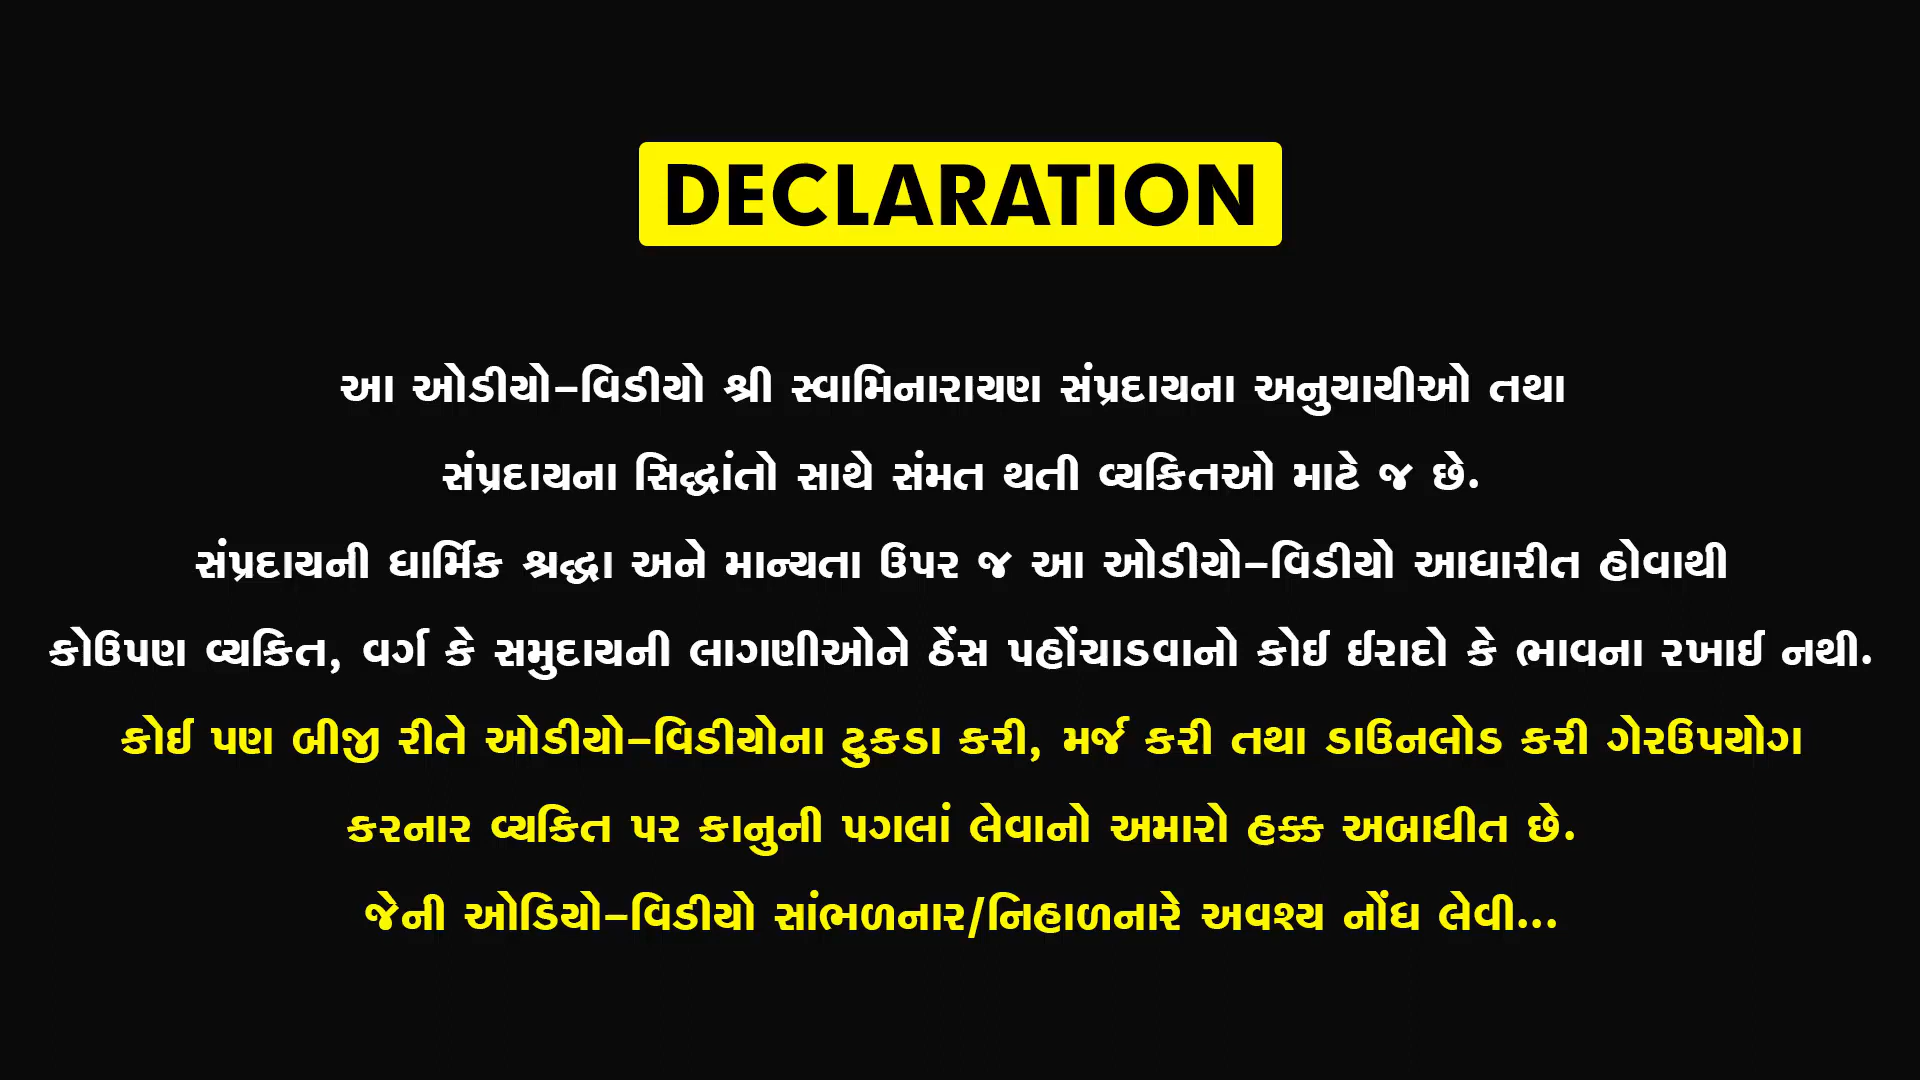 DECLARATION
આ ઓડીયો-વિડીયો શ્રી સ્વામિનારાયણ સંપ્રદાયના અનુયાયીઓ તથા
સંપ્રદાયના સિદ્ધાંતો સાથે સંમત થતી વ્યકિતઓ માટે જ છે.
સંપ્રદાયની ધાર્મિક શ્રદ્ધા અને માન્યતા ઉપર જ આ ઓડીયો-વિડીયો આધારીત હોવાથી
કોઉપણ વ્યકિત, વર્ગ કે સમુદાયની લાગણીઓને ઠેંસ પહોંચાડવાનો કોઈ ઈરાદો કે ભાવના રખાઈ નથી.
કોઈ પણ બીજી રીતે ઓડીયો-વિડીયોના ટુકડા કરી, મર્જ કરી તથા ડાઉનલોડ કરી ગેરઉપયોગ
કરનાર વ્યકિત પર કાનુની પગલાં લેવાનો અમારો હક્ક અબાધીત છે.
જેની ઓડિયો-વિડીયો સાંભળનાર/નિહાળનારે અવશ્ય નોંધ લેવી...